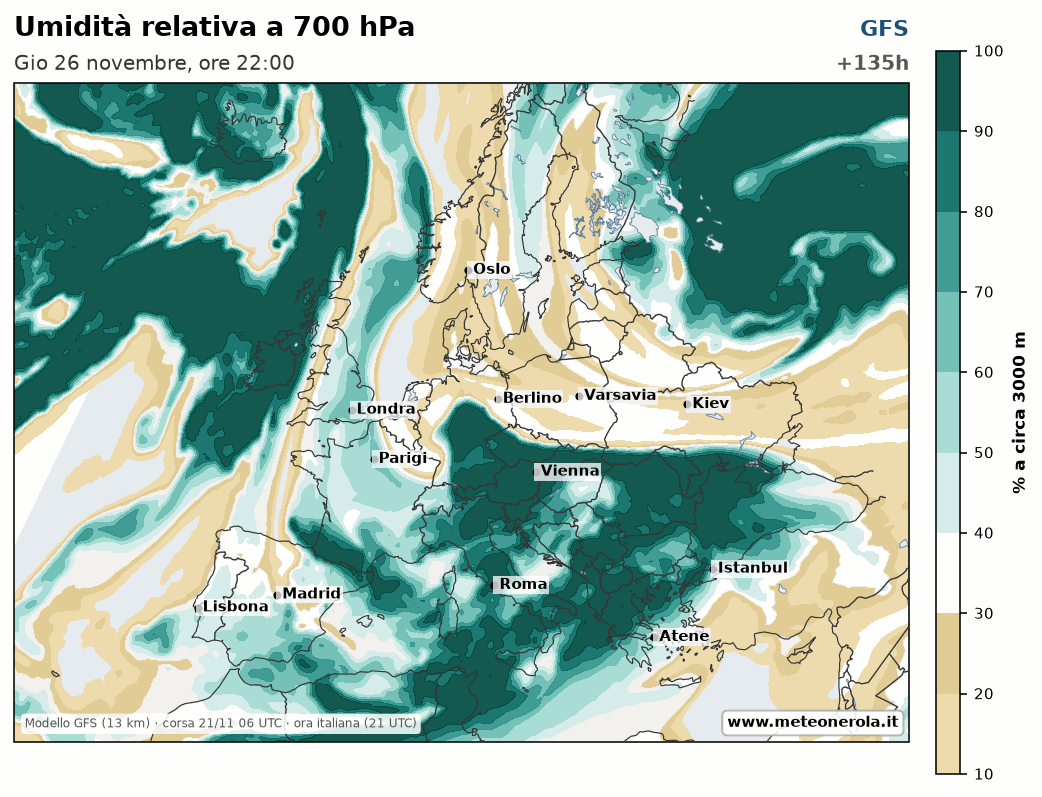 Umidità relativa a 700 hPa
GFS
Gio 26 novembre, ore 22:00
+135h
100
90
80
70
60
50
40
30
20
10
% a circa 3000 m
Oslo
Berlino
Varsavia
Kiev
Londra
Parigi
Vienna
Istanbul
Roma
Madrid
Lisbona
Atene
Modello GFS (13 km) · corsa 21/11 06 UTC · ora italiana (21 UTC)
www.meteonerola.it